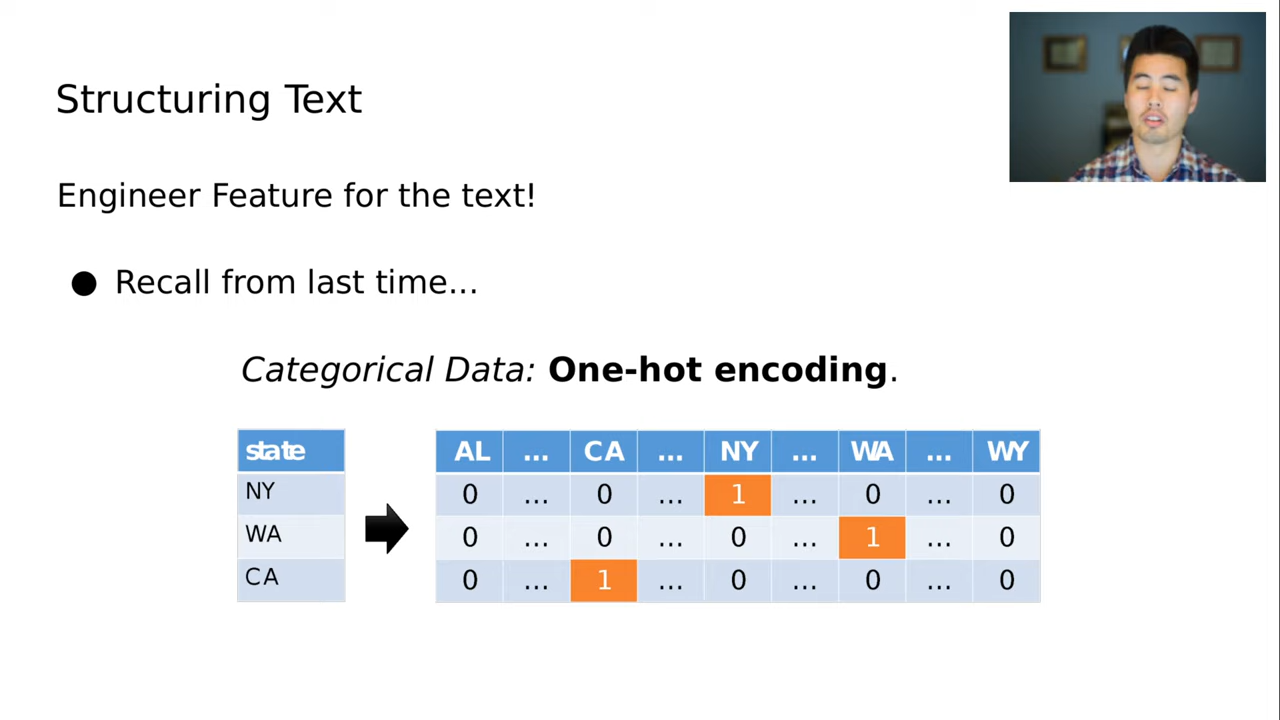 Structuring Text
Engineer Feature for the text!
● Recall from last time...
Categorical Data: One-hot encoding.
state
NY
WA
CA
AL ... CA ... NY ... WA ... WY
0 ... 0 ... 1 ... 0 ... 0
0 ... 0 ... 0 ... 1 ... 0
0 ... 1 ... 0 ... 0 ... 0